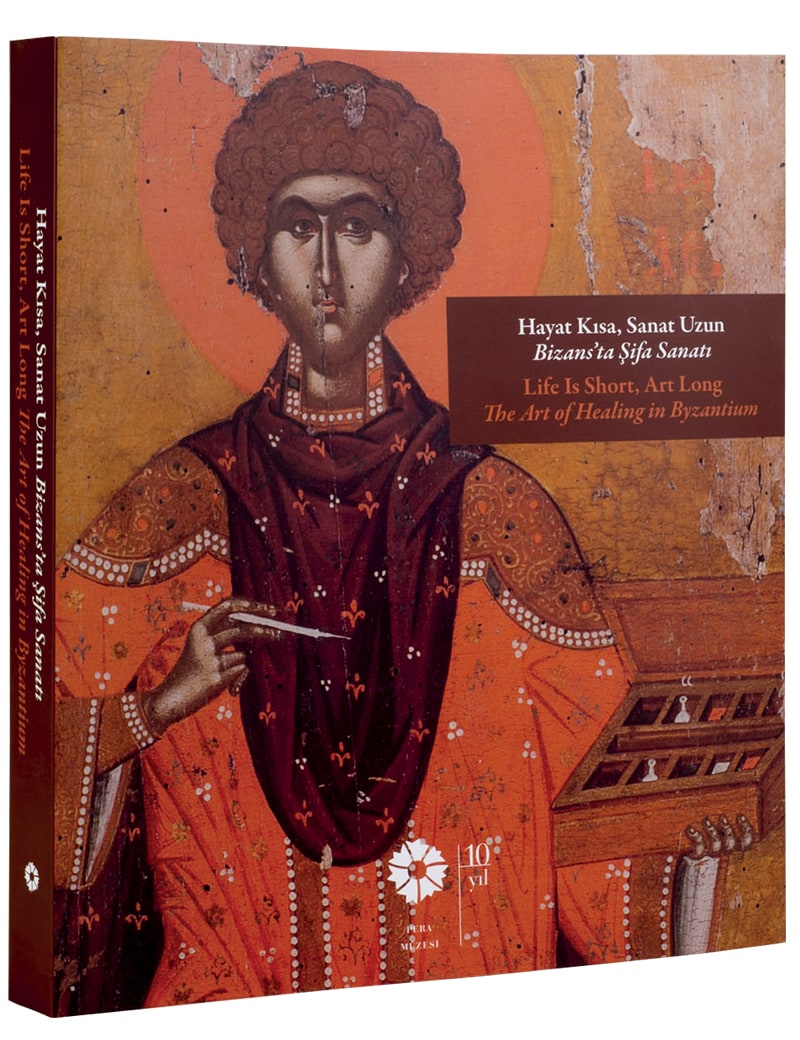 Hayat Kısa, Sanat Uzun Bizans'ta Şifa Sanatı
Life Is Short, Art Long The Art of Healing in Byzantium
Hayat Kısa, Sanat Uzun
Bizans'ta Şifa Sanatı
Life Is Short, Art Long
The Art of Healing in Byzantium
10
yıl
PERA
MÜZESİ